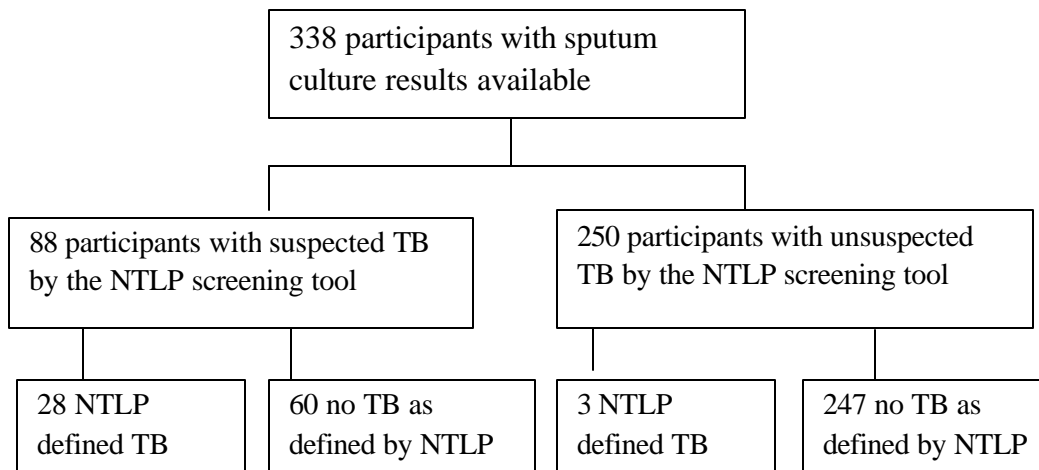 338 participants with sputum
culture results available
88 participants with suspected TB
by the NTLP screening tool
250 participants with unsuspected
TB by the NTLP screening tool
28 NTLP
defined TB
60 no TB as
defined by NTLP
3 NTLP
defined TB
247 no TB as
defined by NTLP